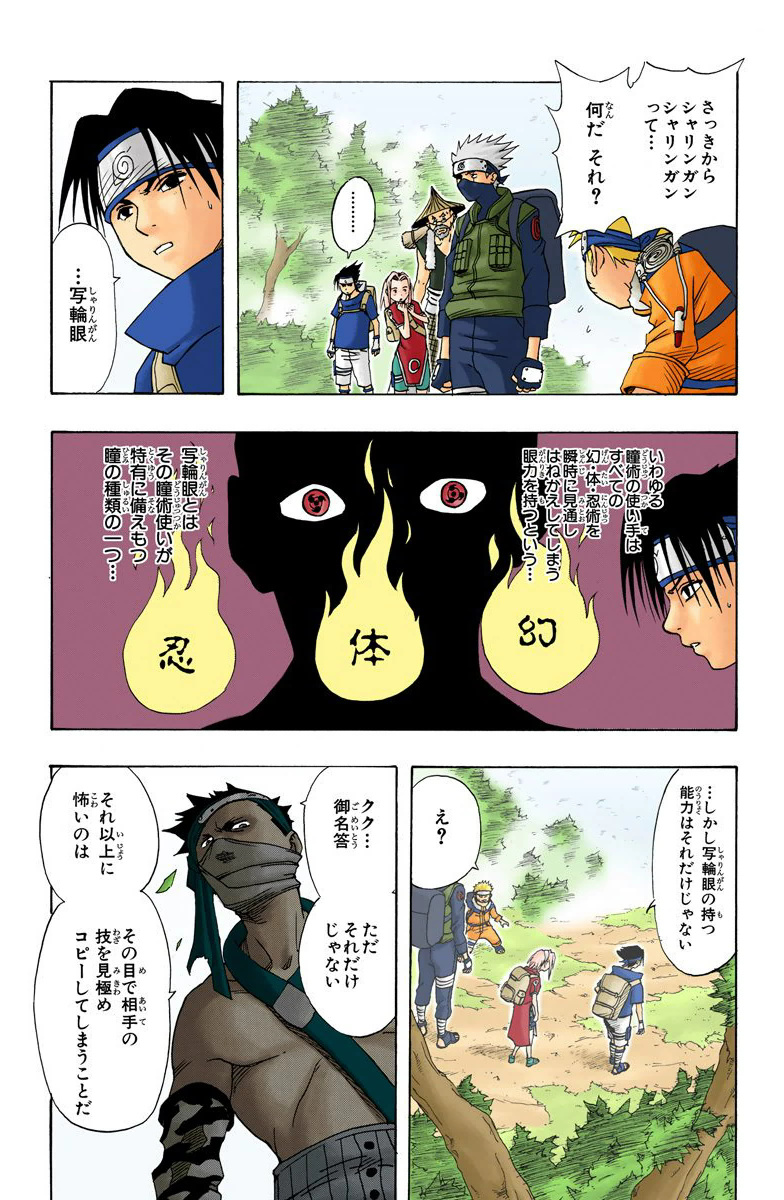 さっきから
シャリンガン
シャリンガン
って…
何だ それ？
………
…写輪眼
いわゆる
瞳術の使い手は
すべての
幻・体・忍術を
瞬時に見通し
はねかえしてしまう
眼力を持つという…
写輪眼とは
その瞳術使いが
特有に備えもつ
瞳の種類の一つ…
幻
体
忍
…しかし写輪眼の持つ
能力はそれだけじゃない
え？
クク…
御名答
ただ
それだけ
じゃない
それ以上に
怖いのは
その目で相手の
技を見極め
コピーしてしまうことだ